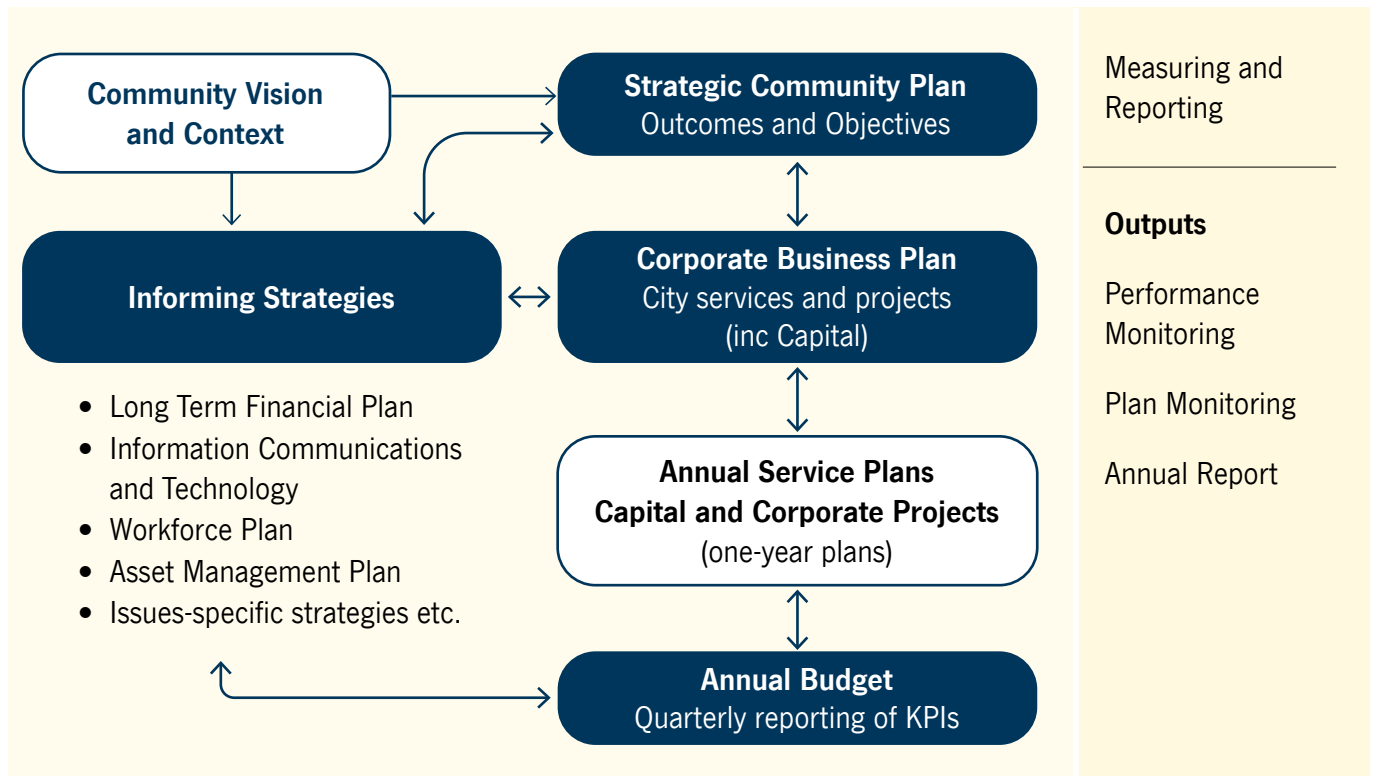 Community Vision
and Context
Strategic Community Plan
Outcomes and Objectives
Informing Strategies
Corporate Business Plan
City services and projects
(inc Capital)
• Long Term Financial Plan
• Information Communications
and Technology
• Workforce Plan
• Asset Management Plan
• Issues-specific strategies etc.
Annual Service Plans
Capital and Corporate Projects
(one-year plans)
Annual Budget
Quarterly reporting of KPIs
Measuring and
Reporting
Outputs
Performance
Monitoring
Plan Monitoring
Annual Report